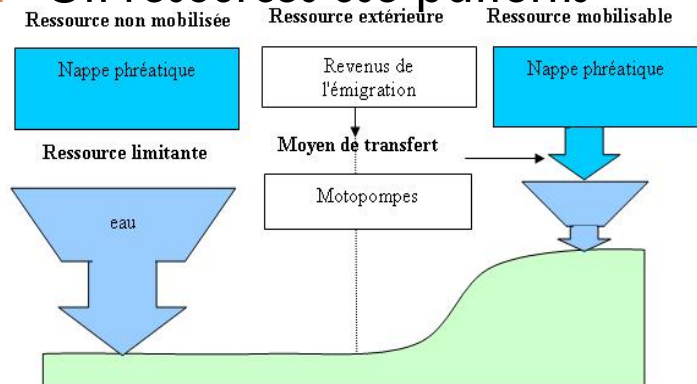 Ressource non mobilisée
Ressource extérieure
Ressource mobilisable
Nappe phréatique
Revenus de
l'émigration
Nappe phréatique
Ressource limitante
Moyen de transfert
eau
Motopompes